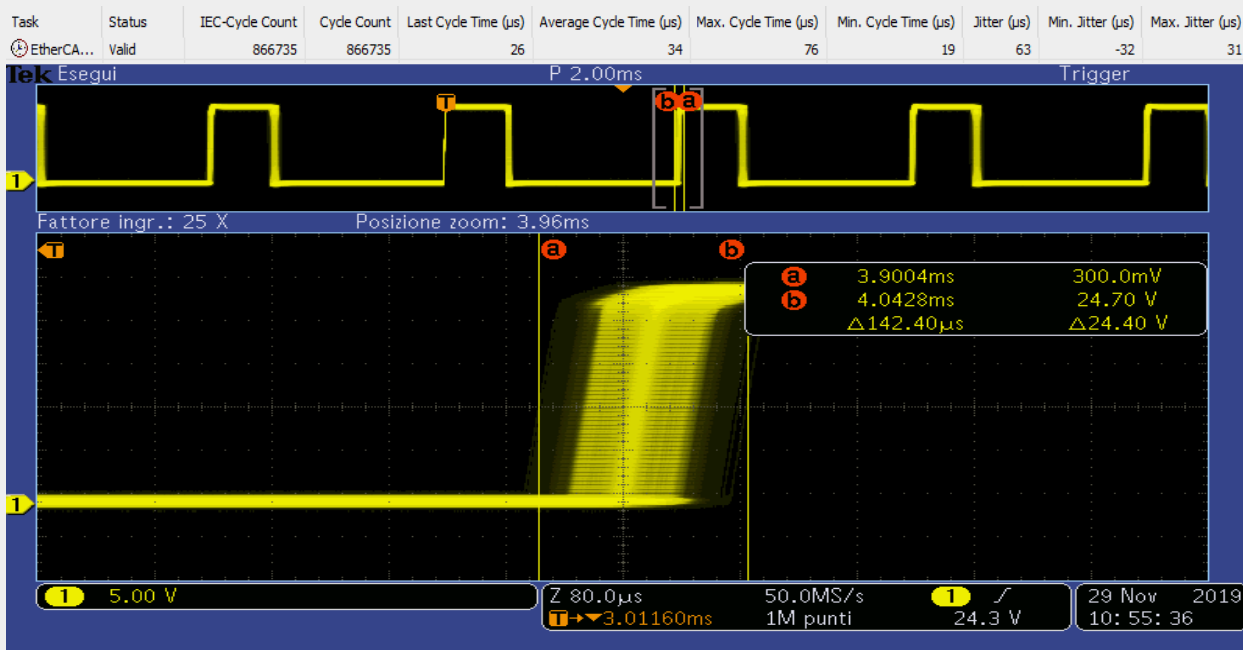 Task Status IEC-Cycle Count Cycle Count Last Cycle Time (µs) Average Cycle Time (µs) Max. Cycle Time (µs) Min. Cycle Time (µs) Jitter (µs) Min. Jitter (µs) Max. Jitter (µs)
EtherCA... Valid 866735 866735 26 34 76 19 63 -32 31
Tek Esegui P 2.00ms Trigger
T b a
1
Fattore ingr.: 25 X Posizione zoom: 3.96ms
T a b
a 3.9004ms 300.0mV
b 4.0428ms 24.70 V
Δ142.40µs Δ24.40 V
1
1 5.00 V Z 80.0µs 50.0MS/s 1 29 Nov 2019
T→▼3.01160ms 1M punti 24.3 V 10:55:36